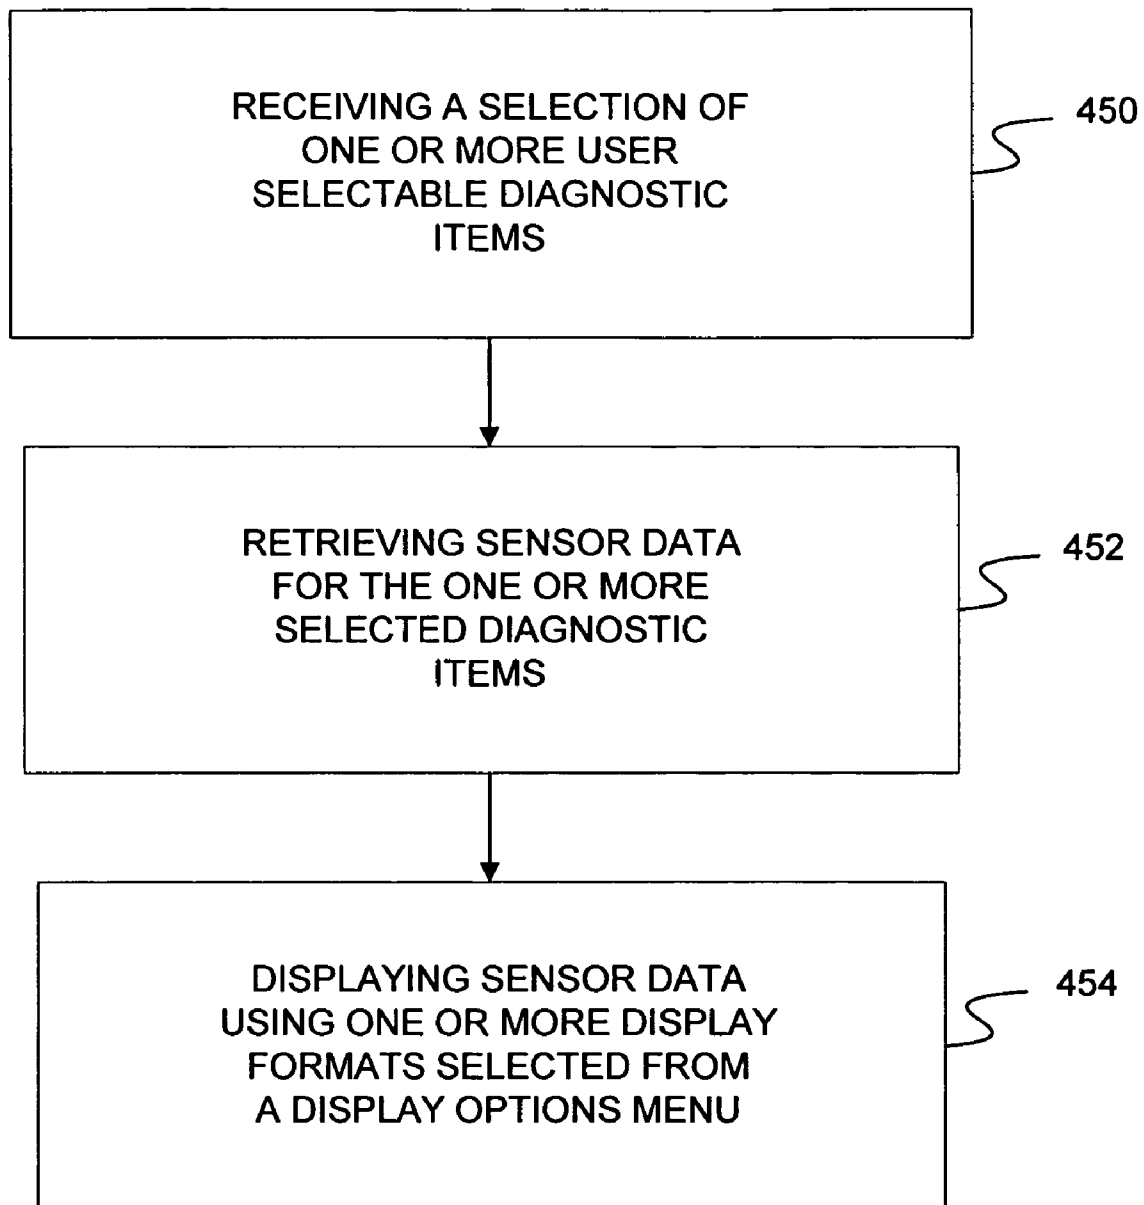 RECEIVING A SELECTION OF
ONE OR MORE USER
SELECTABLE DIAGNOSTIC
ITEMS
450
RETRIEVING SENSOR DATA
FOR THE ONE OR MORE
SELECTED DIAGNOSTIC
ITEMS
452
DISPLAYING SENSOR DATA
USING ONE OR MORE DISPLAY
FORMATS SELECTED FROM
A DISPLAY OPTIONS MENU
454